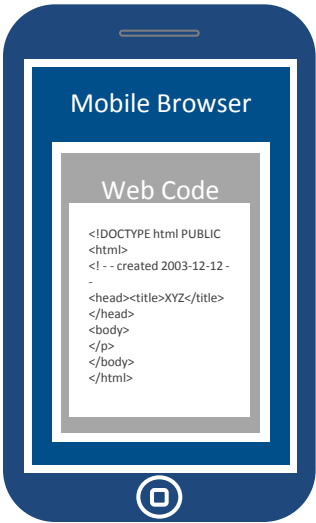 Mobile Browser
Web Code
<!DOCTYPE html PUBLIC
<html>
<! - - created 2003-12-12 -
-
<head><title>XYZ</title>
</head>
<body>
</p>
</body>
</html>